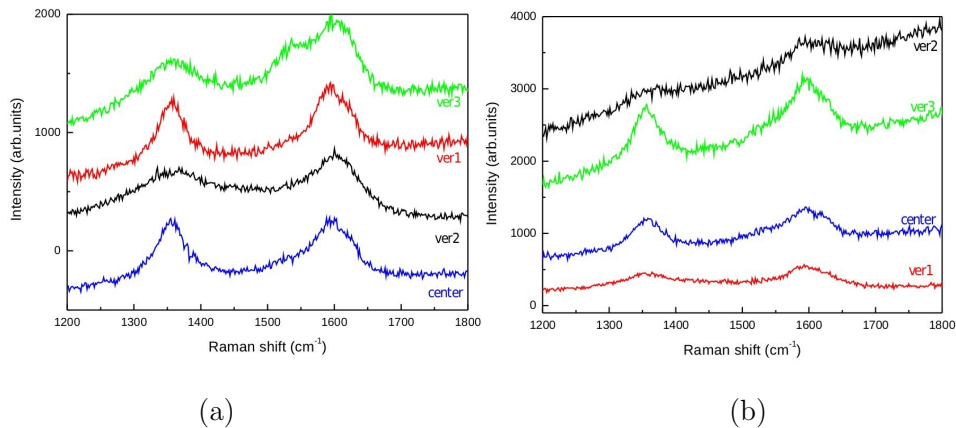 2000
1000
0
Intensity (arb.units)
ver3
ver1
ver2
center
1200 1300 1400 1500 1600 1700 1800
Raman shift (cm⁻¹)
(a)
4000
3000
2000
1000
0
Intensity (arb.units)
ver2
ver3
center
ver1
1200 1300 1400 1500 1600 1700 1800
Raman shift (cm⁻¹)
(b)